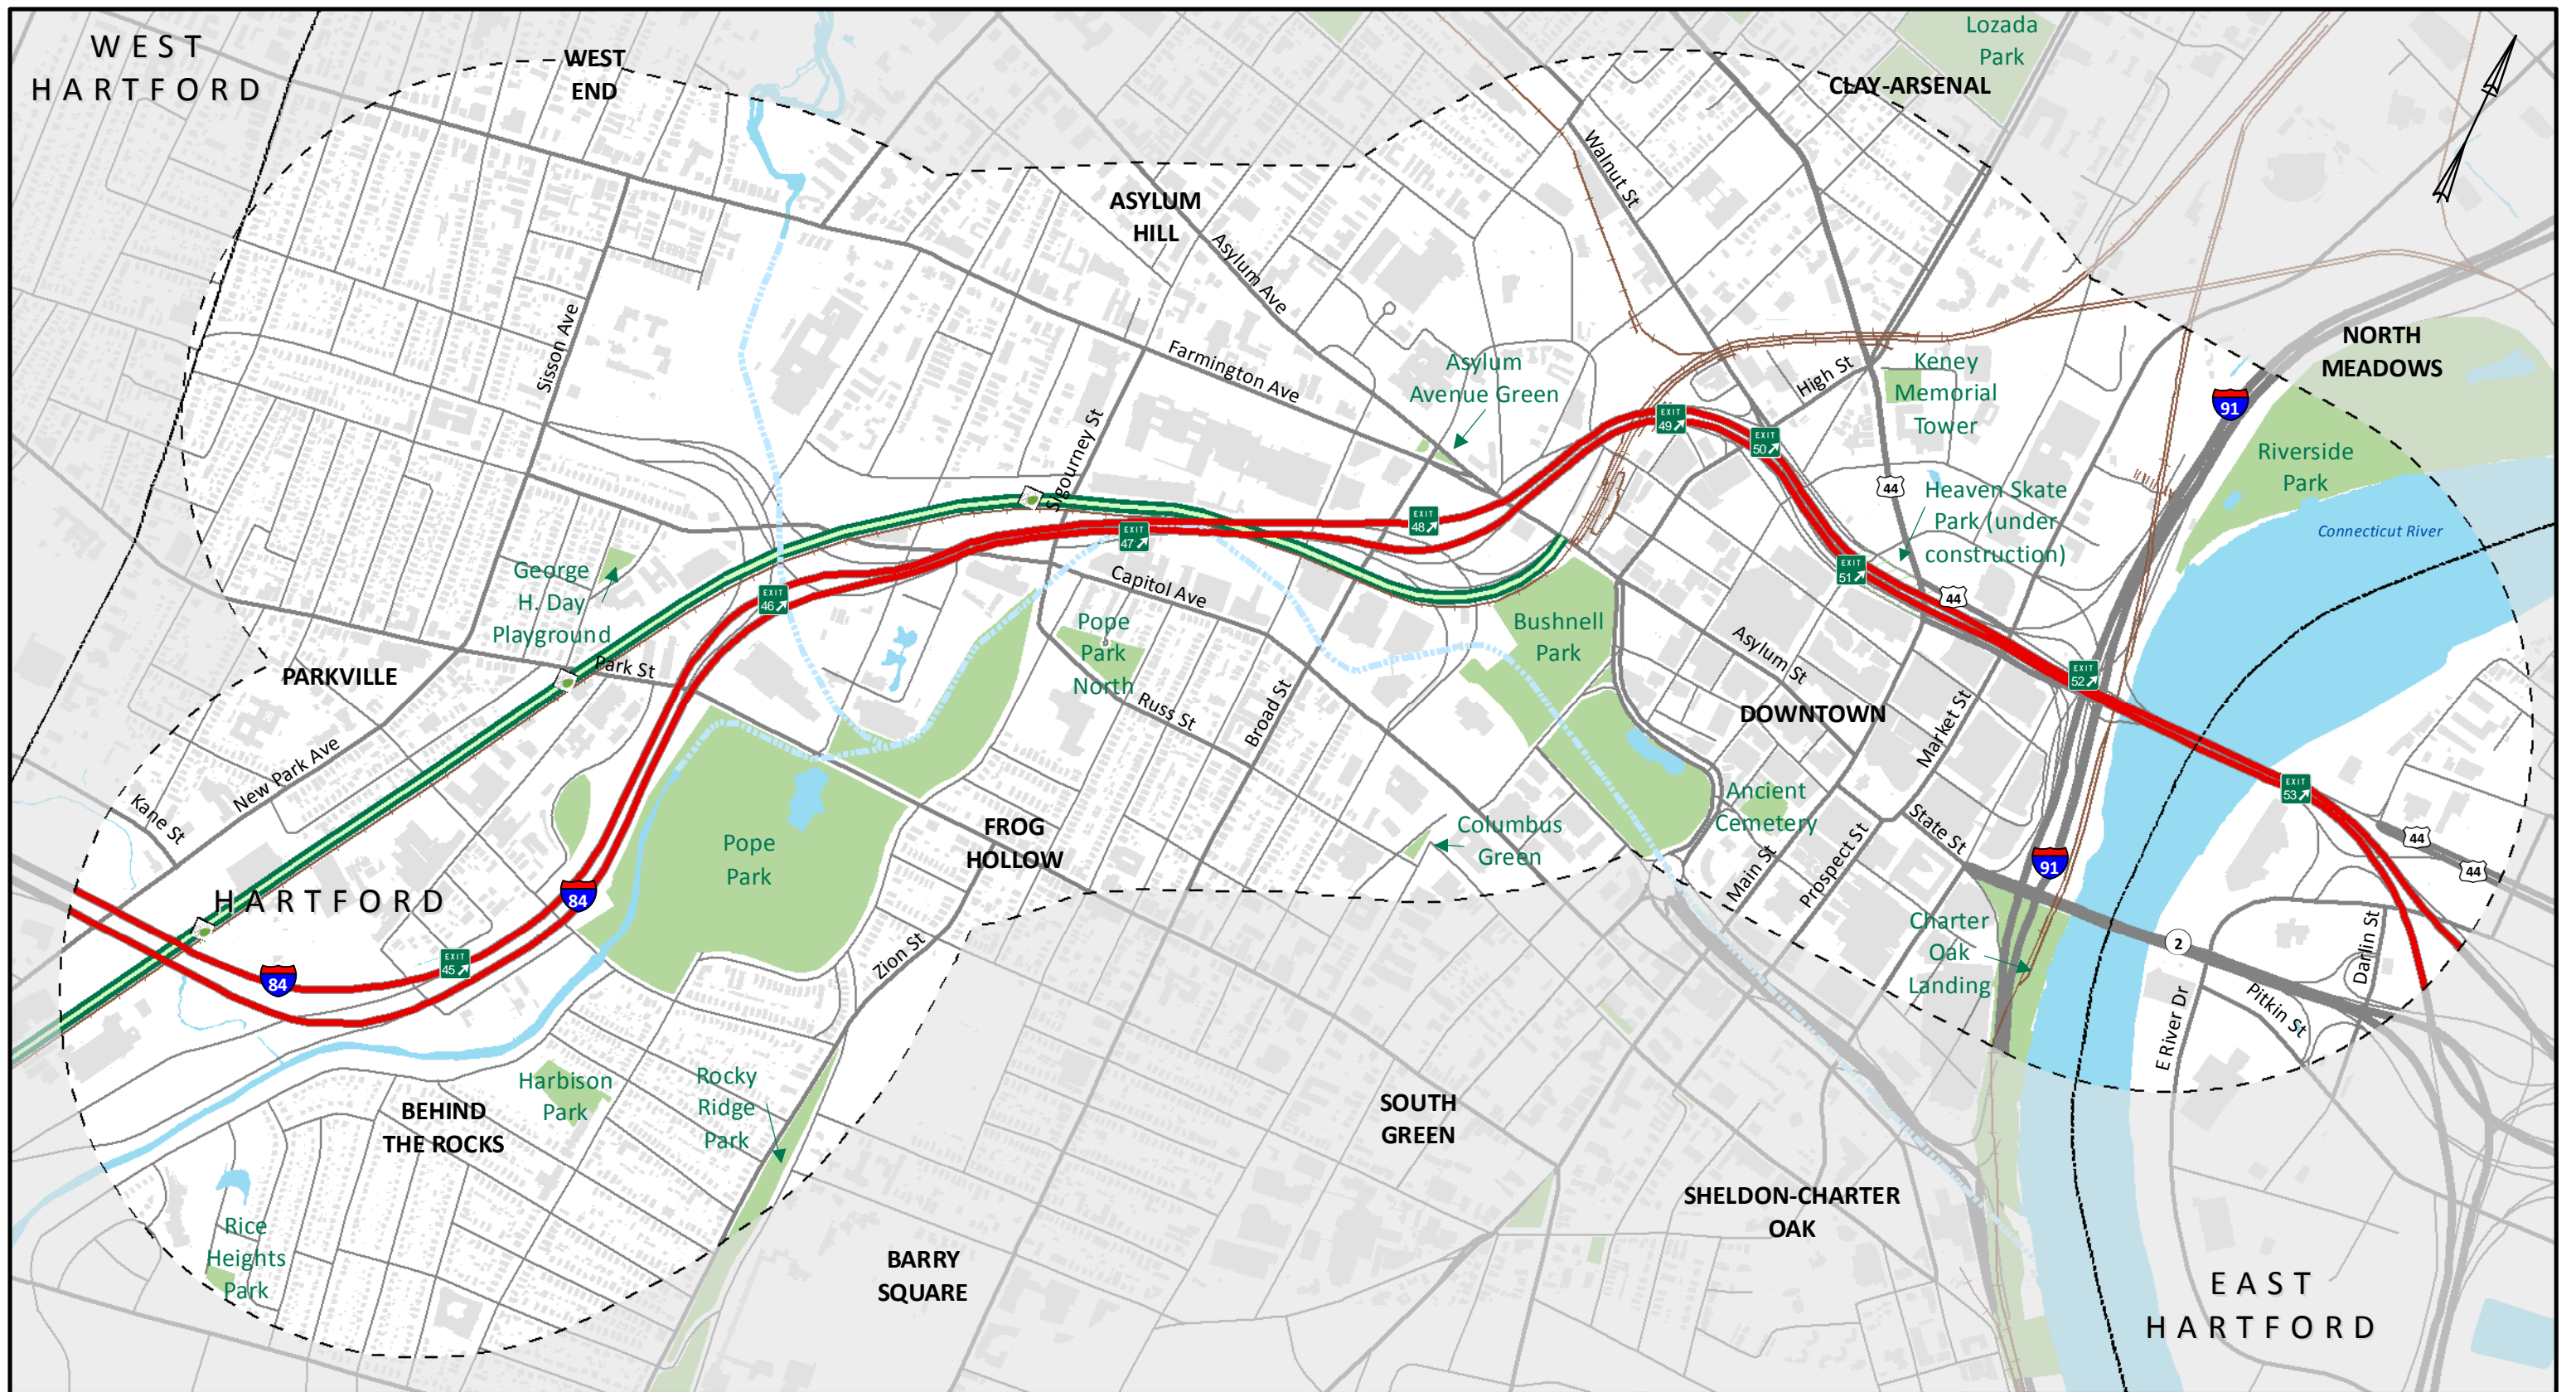 WEST
HARTFORD
WEST
END
Lozada
Park
CLAY-ARSENAL
ASYLUM
HILL
Walnut St
Asylum Ave
Sisson Ave
Farmington Ave
Asylum
Avenue Green
High St
Keney
Memorial
Tower
NORTH
MEADOWS
91
Riverside
Park
Connecticut River
EXIT
49
EXIT
50
44
Heaven Skate
Park (under
construction)
Sigourney St
EXIT
48
EXIT
47
EXIT
51
44
George
H. Day
Playground
EXIT
46
Capitol Ave
Pope
Park
North
Bushnell
Park
Asylum St
PARKVILLE
Park St
Russ St
Broad St
DOWNTOWN
Market St
EXIT
52
New Park Ave
Kane St
EXIT
53
44
44
Ancient
Cemetery
Columbus
Green
State St
Main St
Prospect St
91
FROG
HOLLOW
Pope
Park
HARTFORD
84
84
EXIT
45
Zion St
Charter
Oak
Landing
2
Darlin St
E River Dr
Pitkin St
Harbison
Park
Rocky
Ridge
Park
BEHIND
THE ROCKS
SOUTH
GREEN
SHELDON-CHARTER
OAK
Rice
Heights
Park
BARRY
SQUARE
EAST
HARTFORD